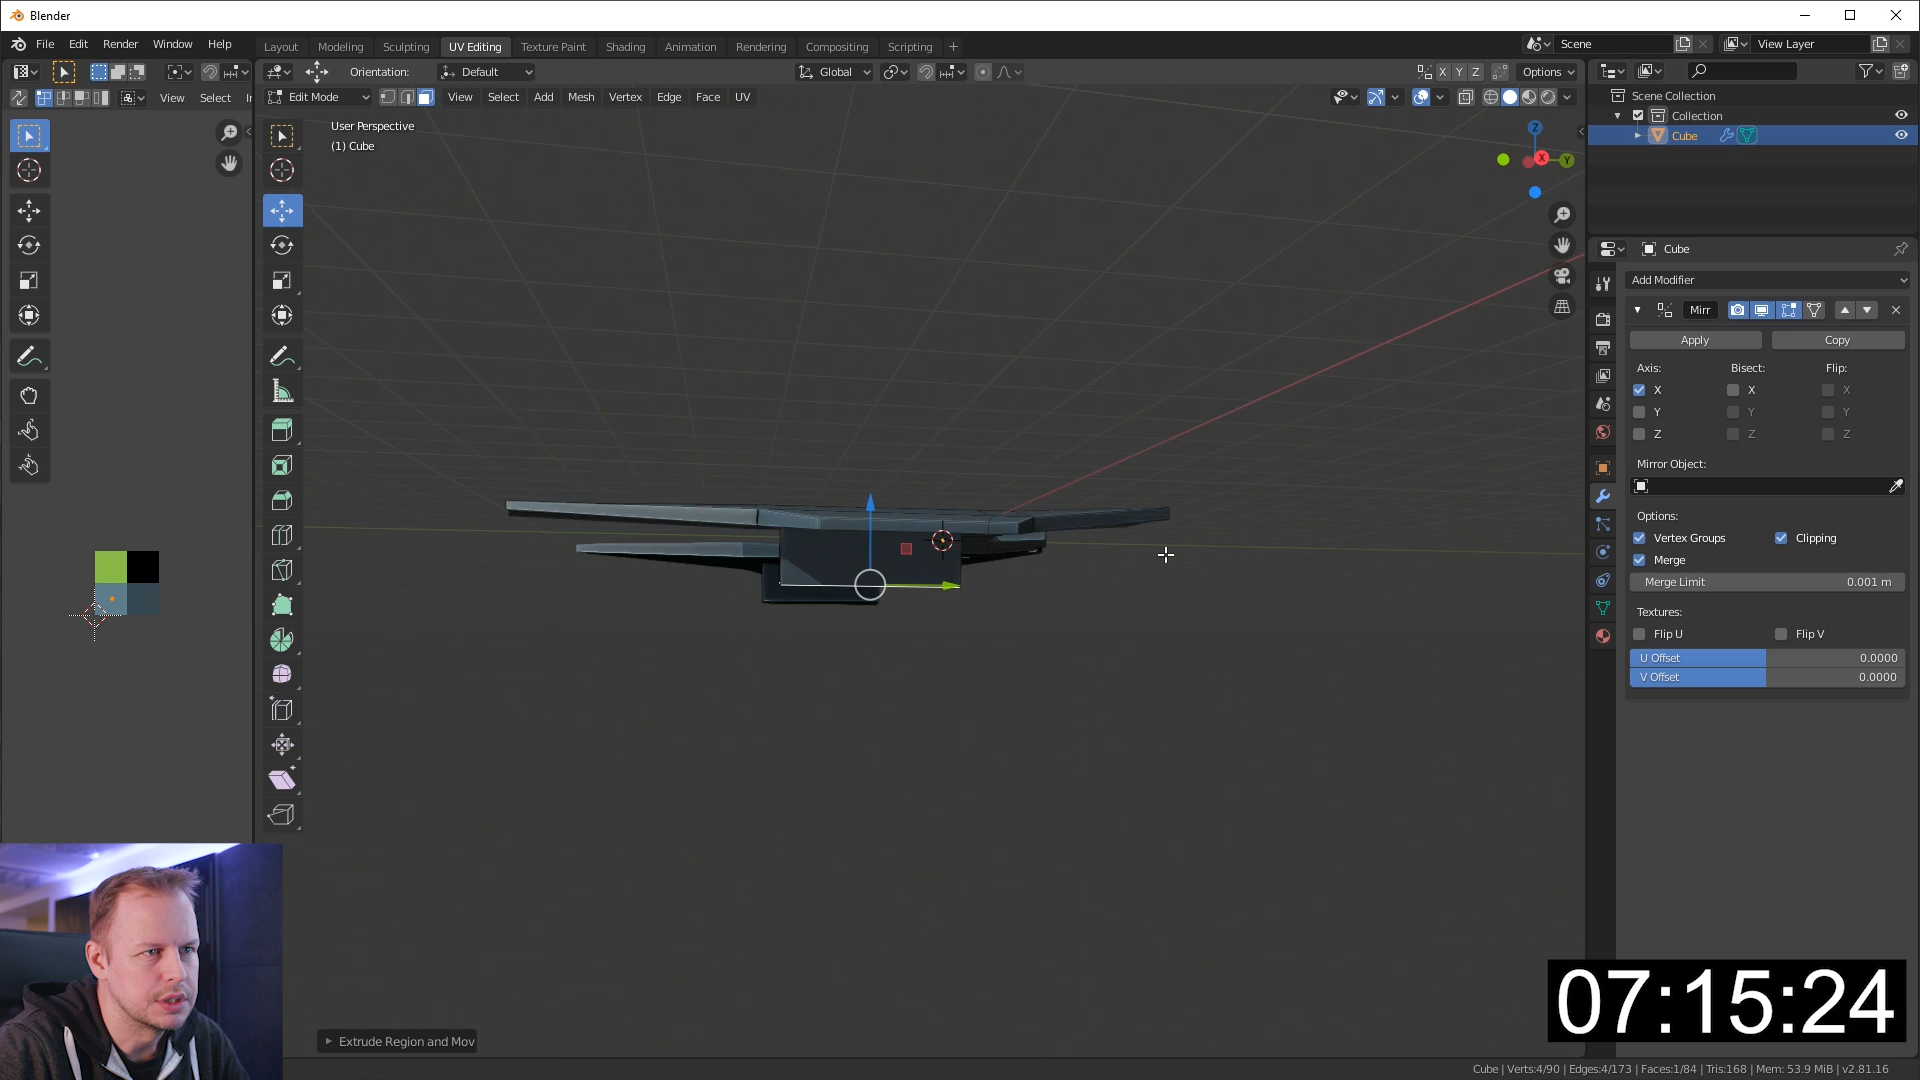 Blender
File Edit Render Window Help
Layout Modeling Sculpting UV Editing Texture Paint Shading Animation Rendering Compositing Scripting +
Scene
View Layer
Orientation: Default
Global
X Y Z
Options
View Select I
Edit Mode
View Select Add Mesh Vertex Edge Face UV
Scene Collection
Collection
Cube
User Perspective
(1) Cube
Z
X
Y
Cube
Add Modifier
Mirr
Apply Copy
Axis: Bisect: Flip:
X X X
Y Y Y
Z Z Z
Mirror Object:
Options:
Vertex Groups Clipping
Merge
Merge Limit 0.001 m
Textures:
Flip U Flip V
U Offset 0.0000
V Offset 0.0000
07:15:24
Extrude Region and Mov
Cube | Verts:4/90 | Edges:4/173 | Faces:1/84 | Tris:168 | Mem: 53.9 MiB | v2.81.16